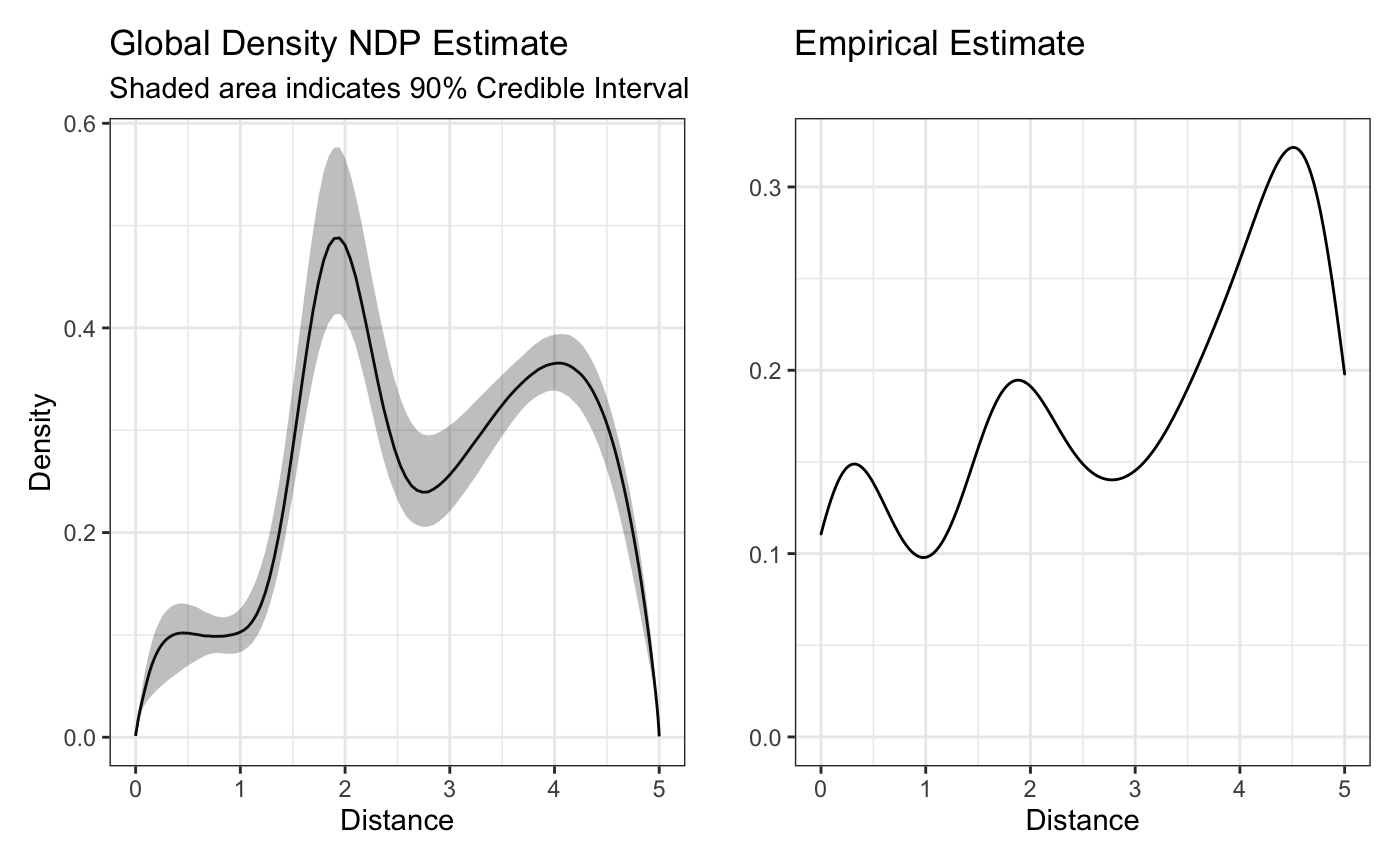 Global Density NDP Estimate
Shaded area indicates 90% Credible Interval
0.6
0.4
0.2
0.0
Density
0 1 2 3 4 5
Distance
Empirical Estimate
0.3
0.2
0.1
0.0
0 1 2 3 4 5
Distance